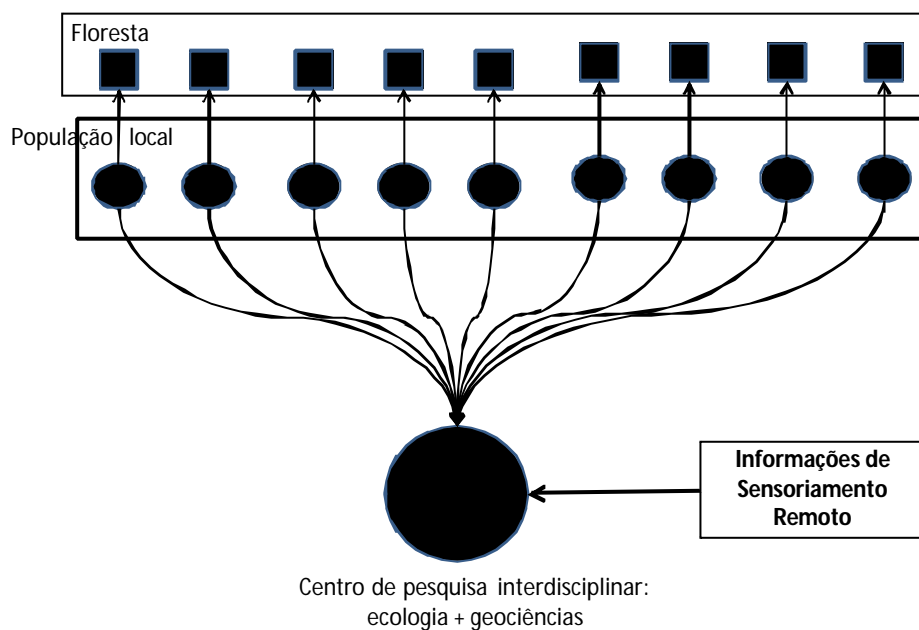 Floresta
População local
Informações de
Sensoriamento
Remoto
Centro de pesquisa interdisciplinar:
ecologia + geociências